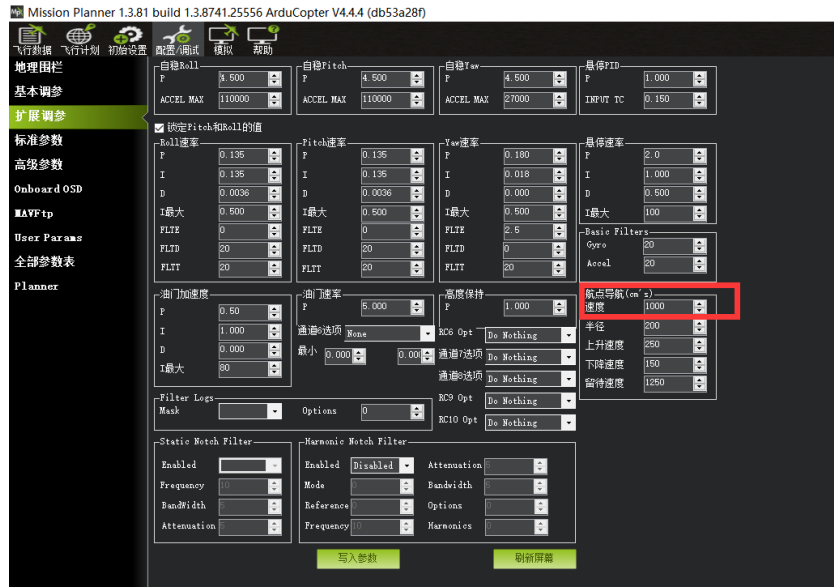 Mission Planner 1.3.81 build 1.3.8741.25556 ArduCopter V4.4.4 (db53a28f)
飞行数据 飞行计划 初始设置 配置/调试 模拟 帮助
地理围栏
基本调参
扩展调参
标准参数
高级参数
Onboard OSD
MAVFtp
User Params
全部参数表
Planner
自稳Roll
P 4.500
ACCEL MAX 110000
自稳Pitch
P 4.500
ACCEL MAX 110000
自稳Yaw
P 4.500
ACCEL MAX 27000
悬停PID
P 1.000
INPUT TC 0.150
锁定Pitch和Roll的值
Roll速率
P 0.135
I 0.135
D 0.0036
I最大 0.500
FLTE 0
FLTD 20
FLTT 20
Pitch速率
P 0.135
I 0.135
D 0.0036
I最大 0.500
FLTE 0
FLTD 20
FLTT 20
Yaw速率
P 0.180
I 0.018
D 0.000
I最大 0.500
FLTE 2.5
FLTD 0
FLTT 20
悬停速率
P 2.0
I 1.000
D 0.500
I最大 100
Basic Filters
Gyro 20
Accel 20
油门加速度
P 0.50
I 1.000
D 0.000
I最大 80
油门速率
P 5.000
通道6选项 None
最小 0.000 0.000
高度保持
P 1.000
RC6 Opt Do Nothing
通道7选项 Do Nothing
通道8选项 Do Nothing
RC9 Opt Do Nothing
RC10 Opt Do Nothing
航点导航(cm's)
速度 1000
半径 200
上升速度 250
下降速度 150
留待速度 1250
Filter Logs
Mask Options 0
Static Notch Filter
Enabled
Frequency 10
BandWidth 5
Attenuation 5
Harmonic Notch Filter
Enabled Disabled Attenuation 5
Mode 0 Bandwidth 5
Reference 0 Options 0
Frequency 10 Harmonics 0
写入参数 刷新屏幕